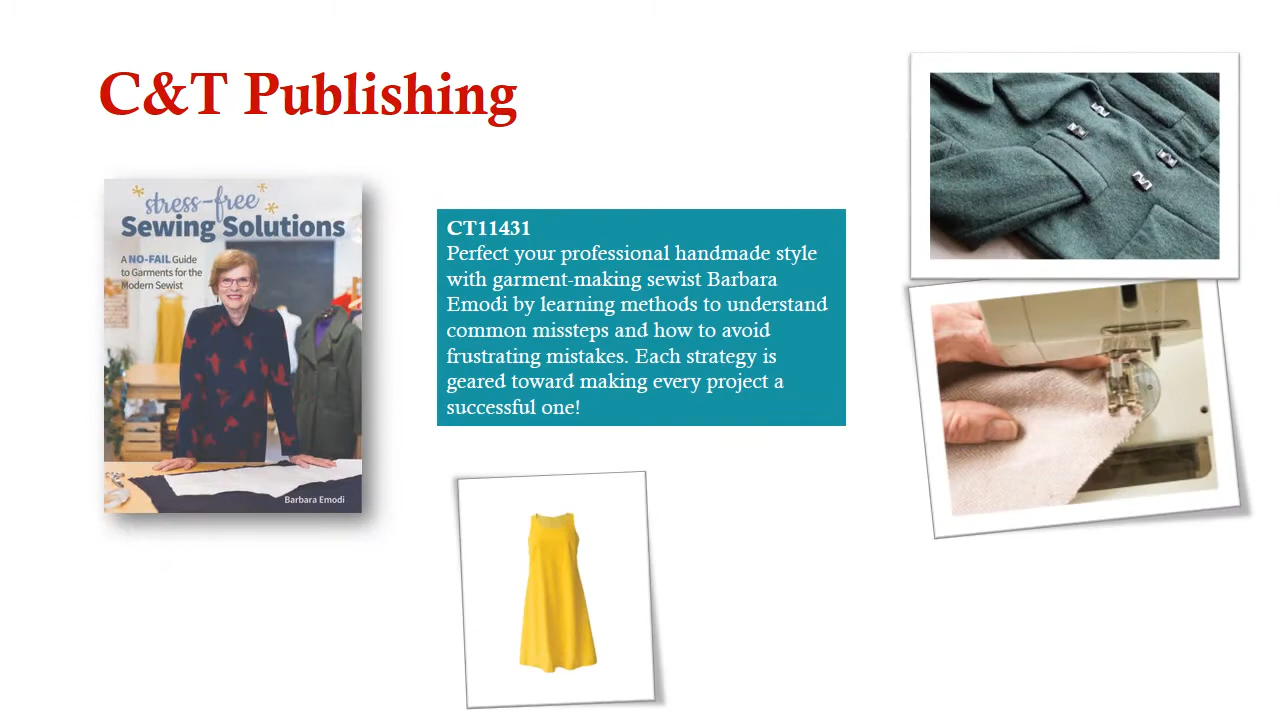 C&T Publishing
stress-free
Sewing Solutions
A NO-FAIL Guide
to Garments for the
Modern Sewist
Barbara Emodi
CT11431
Perfect your professional handmade style
with garment-making sewist Barbara
Emodi by learning methods to understand
common missteps and how to avoid
frustrating mistakes. Each strategy is
geared toward making every project a
successful one!